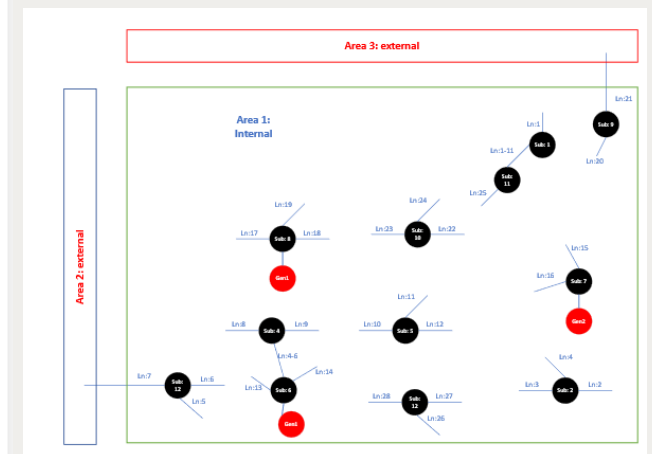 Area 3: external
Ln:21
Area 1:
Internal
Ln:1
Sub: 1
Sub: 9
Ln:1-11
Ln:20
Sub:
11
Ln:25
Ln:24
Ln:19
Ln:23
Sub:
10
Ln:22
Ln:17
Sub: 8
Ln:18
Ln:15
Ln:16
Sub: 7
Gen1
Area 2: external
Ln:11
Gen2
Ln:8
Sub: 4
Ln:9
Ln:10
Sub: 5
Ln:12
Ln:4-6
Ln:4
Ln:14
Ln:7
Sub:
12
Ln:6
Ln:13
Sub: 6
Ln:3
Sub: 2
Ln:2
Ln:5
Ln:28
Sub:
12
Ln:27
Ln:26